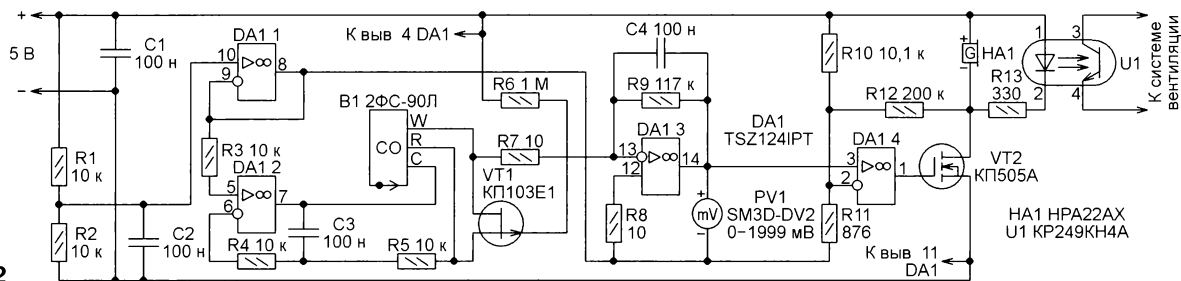 +
5 В
−
C1
100 н
R1
10 к
R2
10 к
C2
100 н
DA1 1
10
9
8
R3 10 к
DA1 2
5
6
7
R4 10 к
C3
100 н
R5 10 к
В1 2ФС-90Л
CO
W
R
C
К выв 4 DA1
R6 1 М
R7 10
VT1
КП103Е1
C4 100 н
R9 117 к
DA1 3
13
12
14
R8
10
DA1
TSZ124IPT
PV1
SM3D-DV2
0−1999 мВ
mV
+
−
R10 10,1 к
R12 200 к
DA1 4
3
2
1
R11
876
К выв 11
DA1
VT2
КП505А
+
G
−
HA1
R13
330
1
2
3
4
U1
К системе
вентиляции
HA1 HPA22AX
U1 КР249КН4А
2